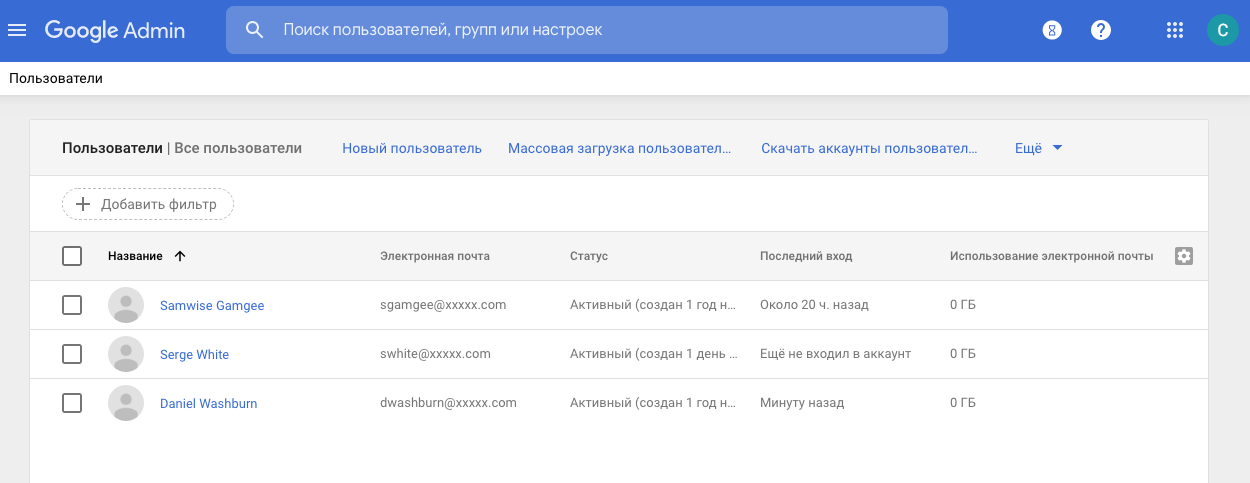 Google Admin Поиск пользователей, групп или настроек C
Пользователи
Пользователи | Все пользователи Новый пользователь Массовая загрузка пользовател... Скачать аккаунты пользовател... Ещё
Добавить фильтр
Название Электронная почта Статус Последний вход Использование электронной почты
Samwise Gamgee sgamgee@xxxxx.com Активный (создан 1 год н... Около 20 ч. назад 0 ГБ
Serge White swhite@xxxxx.com Активный (создан 1 день ... Ещё не входил в аккаунт 0 ГБ
Daniel Washburn dwashburn@xxxxx.com Активный (создан 1 год н... Минуту назад 0 ГБ